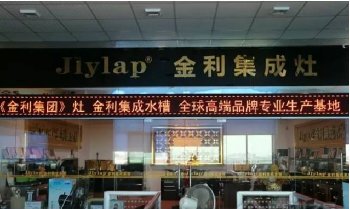 Jlylap® 金利集成灶
《金利集团》灶 金利集成水槽 全球高端品牌专业生产基地